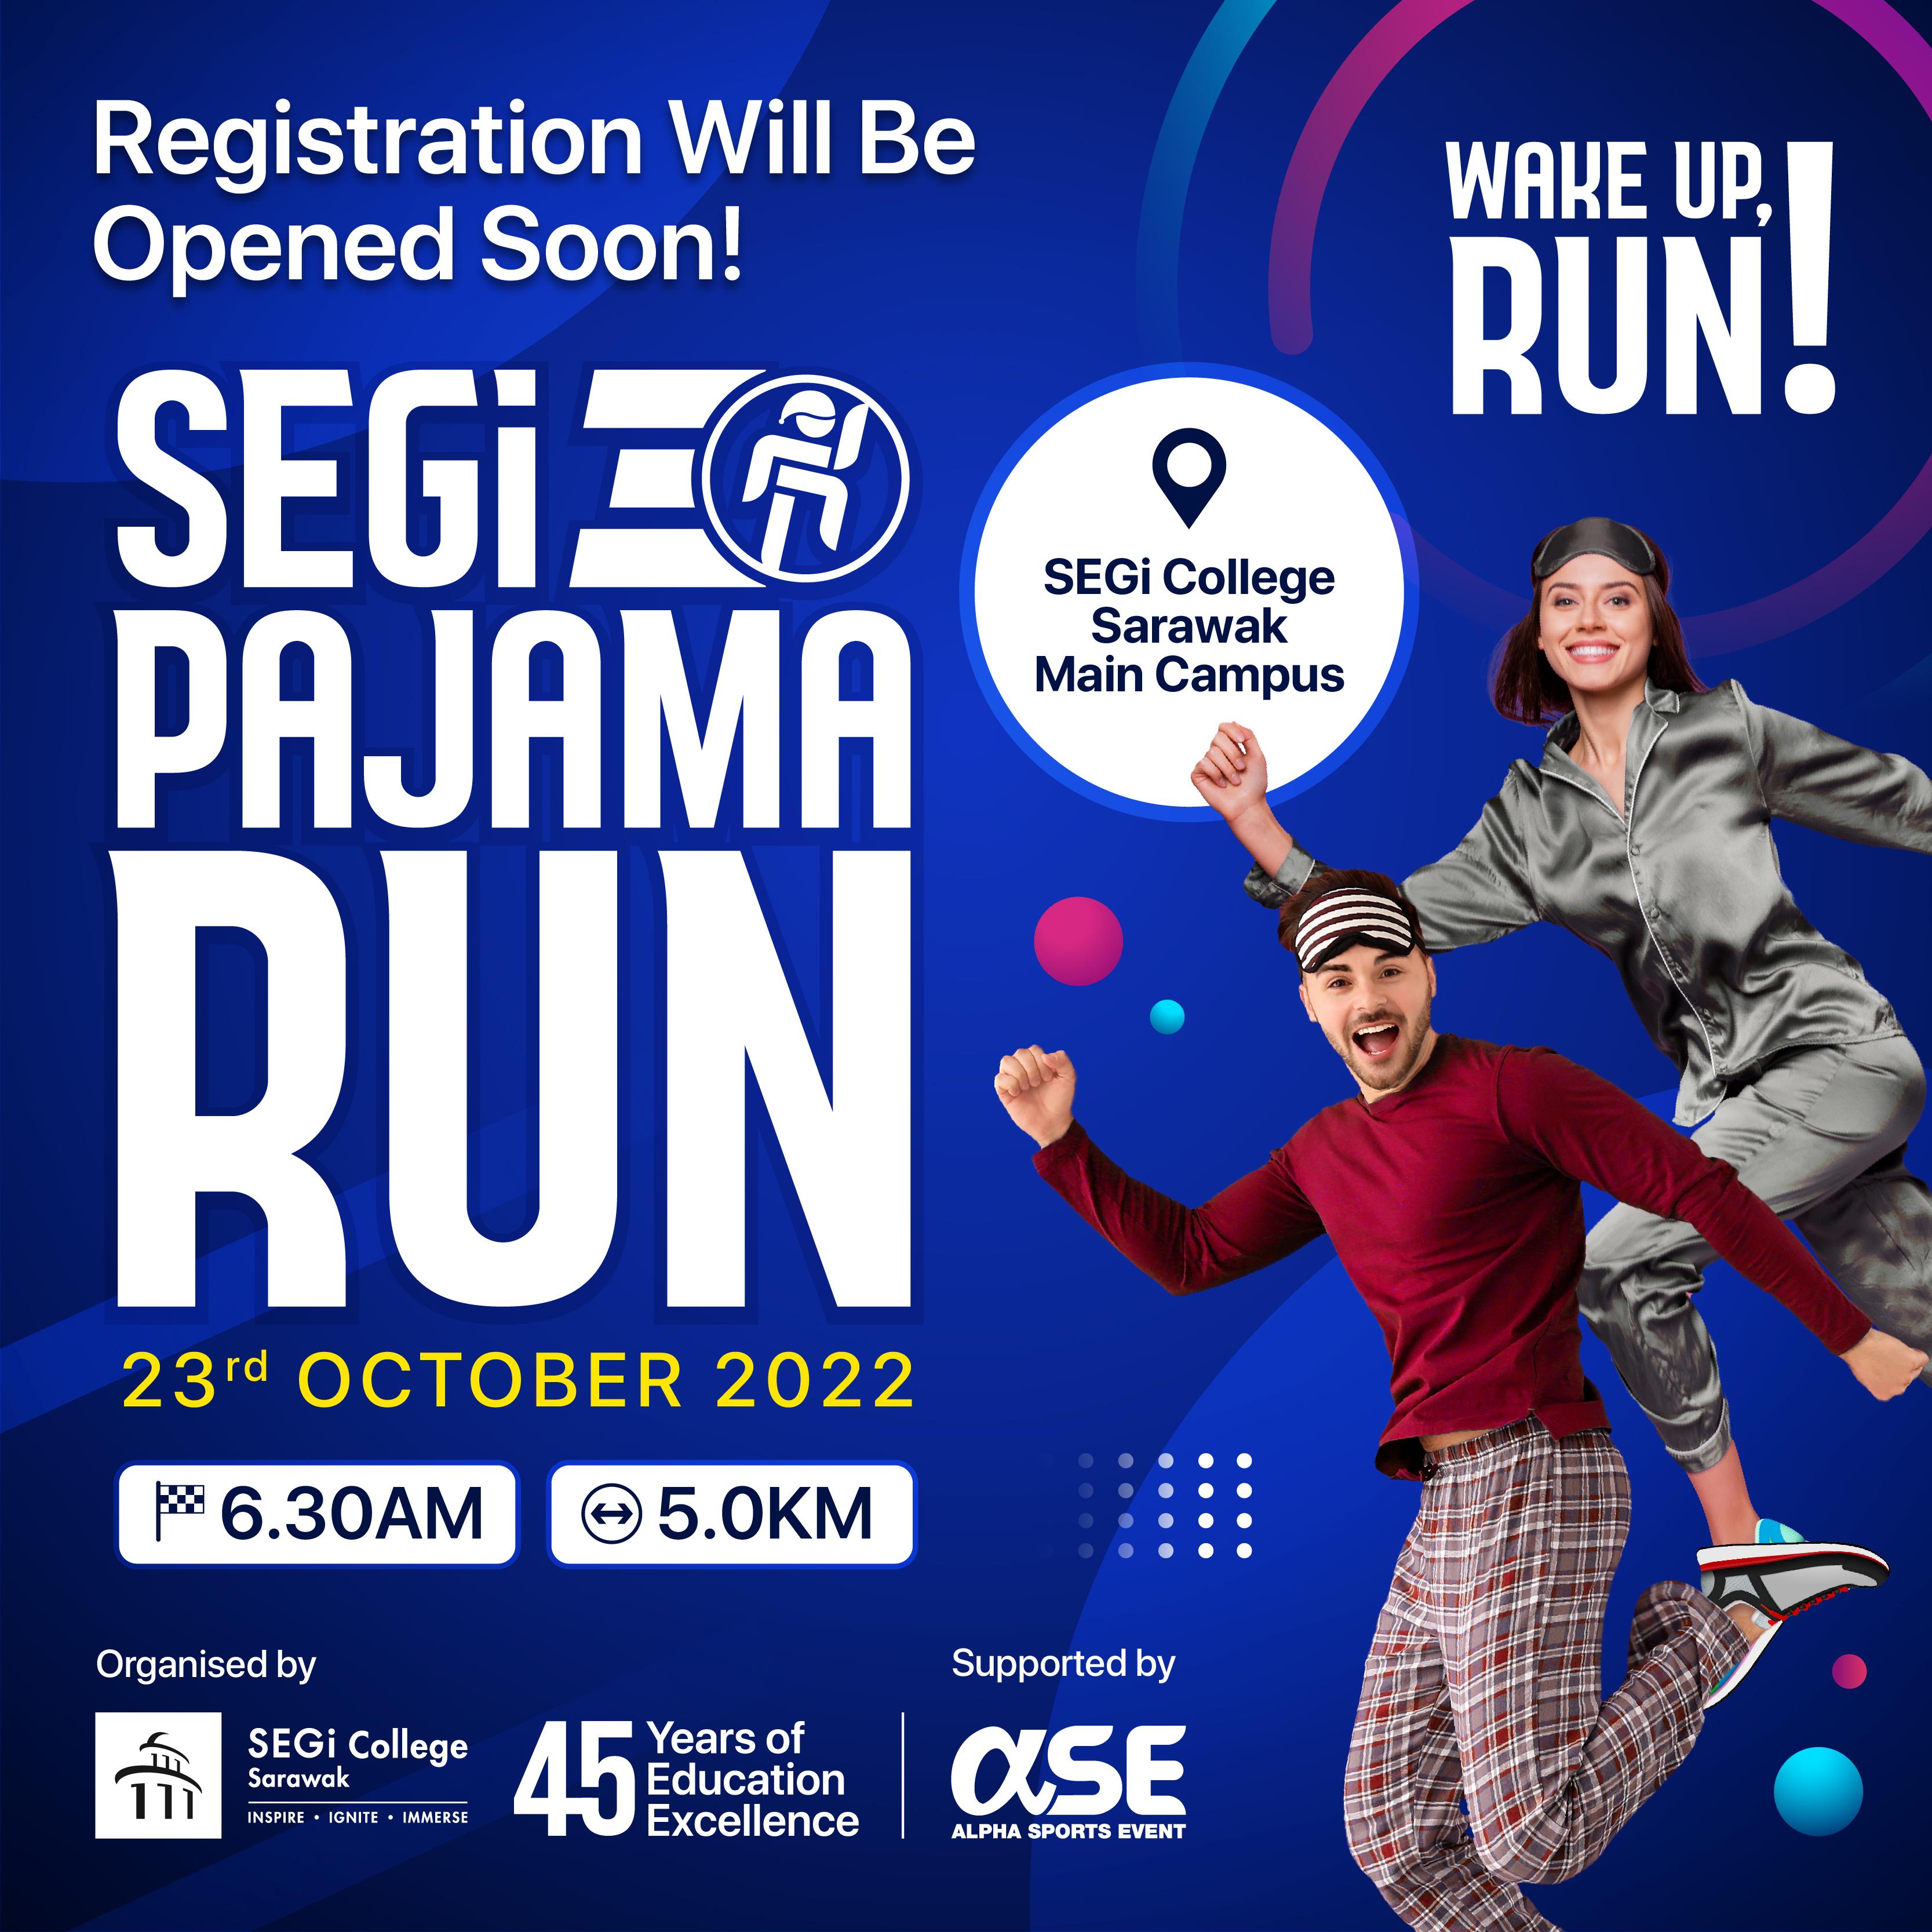 Registration Will Be
Opened Soon!
WAKE UP,
RUN!
SEGi
PAJAMA
RUN
SEGi College
Sarawak
Main Campus
23rd OCTOBER 2022
6.30AM
5.0KM
Organised by
SEGi College
Sarawak
INSPIRE • IGNITE • IMMERSE
45 Years of
Education
Excellence
Supported by
αSE
ALPHA SPORTS EVENT